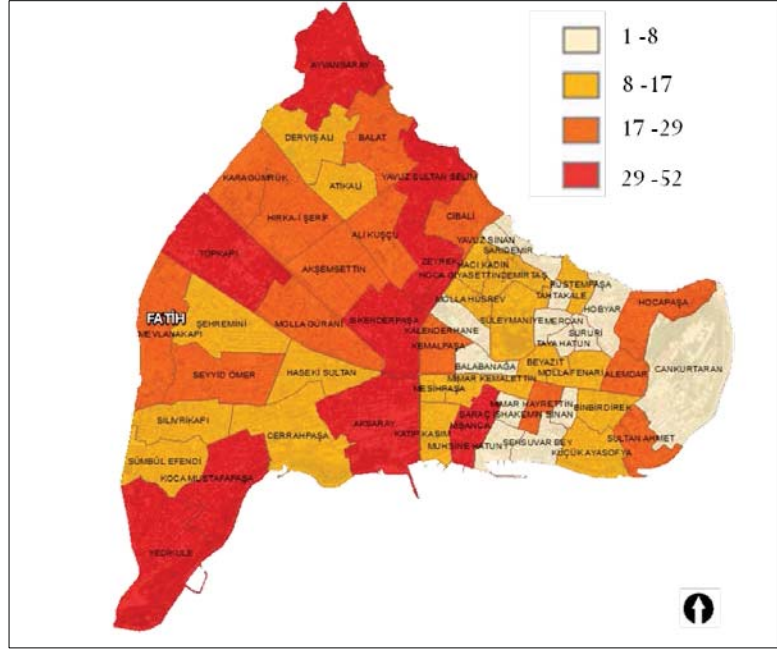 1 -8
8 -17
17 -29
29 -52
AYVANSARAY
DERVİŞ ALİ
BALAT
KARAGÜMRÜK
ATİKALİ
YAVUZ SULTAN SELİM
HIRKA-İ ŞERİF
CİBALİ
ALİ KUŞÇU
YAVUZ SİNAN
SARIDEMİR
TOPKAPI
ZEYREK
HACI KADIN
AKŞEMSETTİN
HOCA GIYASETTİN
DEMİRTAŞ
RÜSTEMPAŞA
TAHTAKALE
HOCAPAŞA
MOLLA HÜSREV
HOBYAR
FATİH
MEVLANAKAPI
ŞEHREMİNİ
MOLLA GÜRANİ
İSKENDERPAŞA
KALENDERHANE
SÜLEYMANİYE
MERCAN
SURURİ
TAYA HATUN
KEMALPAŞA
SEYYİD ÖMER
HASEKİ SULTAN
BALABANAĞA
BEYAZIT
MOLLA FENARİ
ALEMDAR
CANKURTARAN
MİMAR KEMALETTİN
MESİHPAŞA
SİLİVRİKAPI
CERRAHPAŞA
AKSARAY
KATİP KASIM
NİŞANCA
SARAÇ İSHAK
MİMAR HAYRETTİN
EMİN SİNAN
BİNBİRDİREK
MUHSİNE HATUN
ŞEHSUVAR BEY
KÜÇÜK AYASOFYA
SULTAN AHMET
SÜMBÜL EFENDİ
KOCA MUSTAFAPAŞA
YEDİKULE